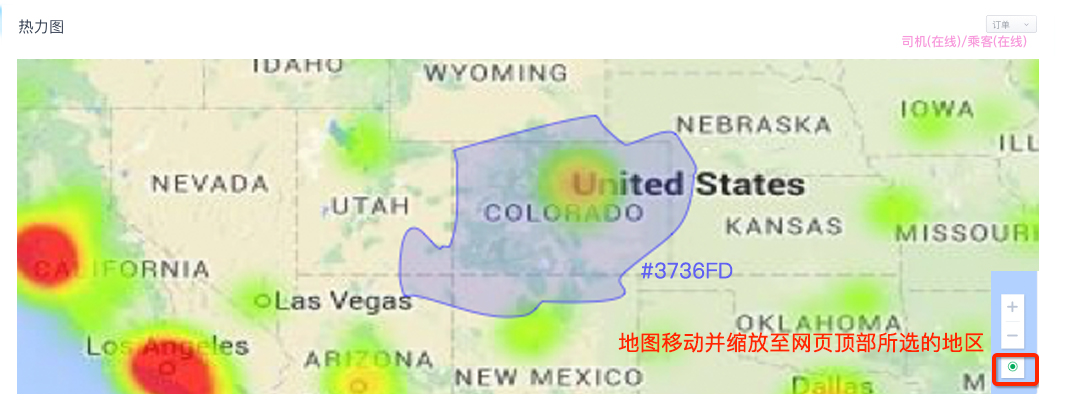 热力图
订单
司机(在线)/乘客(在线)
IDAHO
WYOMING
IOWA
NEBRASKA
ILL
NEVADA
United States
UTAH
COLORADO
KANSAS
MISSOURI
CALIFORNIA
#3736FD
Las Vegas
+
OKLAHOMA
−
地图移动并缩放至网页顶部所选的地区
Los Angeles
ARIZONA
NEW MEXICO
Dallas
M